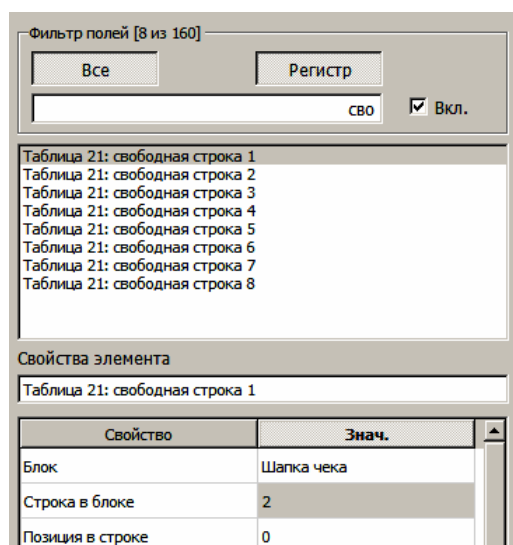 Фильтр полей [8 из 160]
Все Регистр
сво Вкл.
Таблица 21: свободная строка 1
Таблица 21: свободная строка 2
Таблица 21: свободная строка 3
Таблица 21: свободная строка 4
Таблица 21: свободная строка 5
Таблица 21: свободная строка 6
Таблица 21: свободная строка 7
Таблица 21: свободная строка 8
Свойства элемента
Таблица 21: свободная строка 1
Свойство Знач.
Блок Шапка чека
Строка в блоке 2
Позиция в строке 0